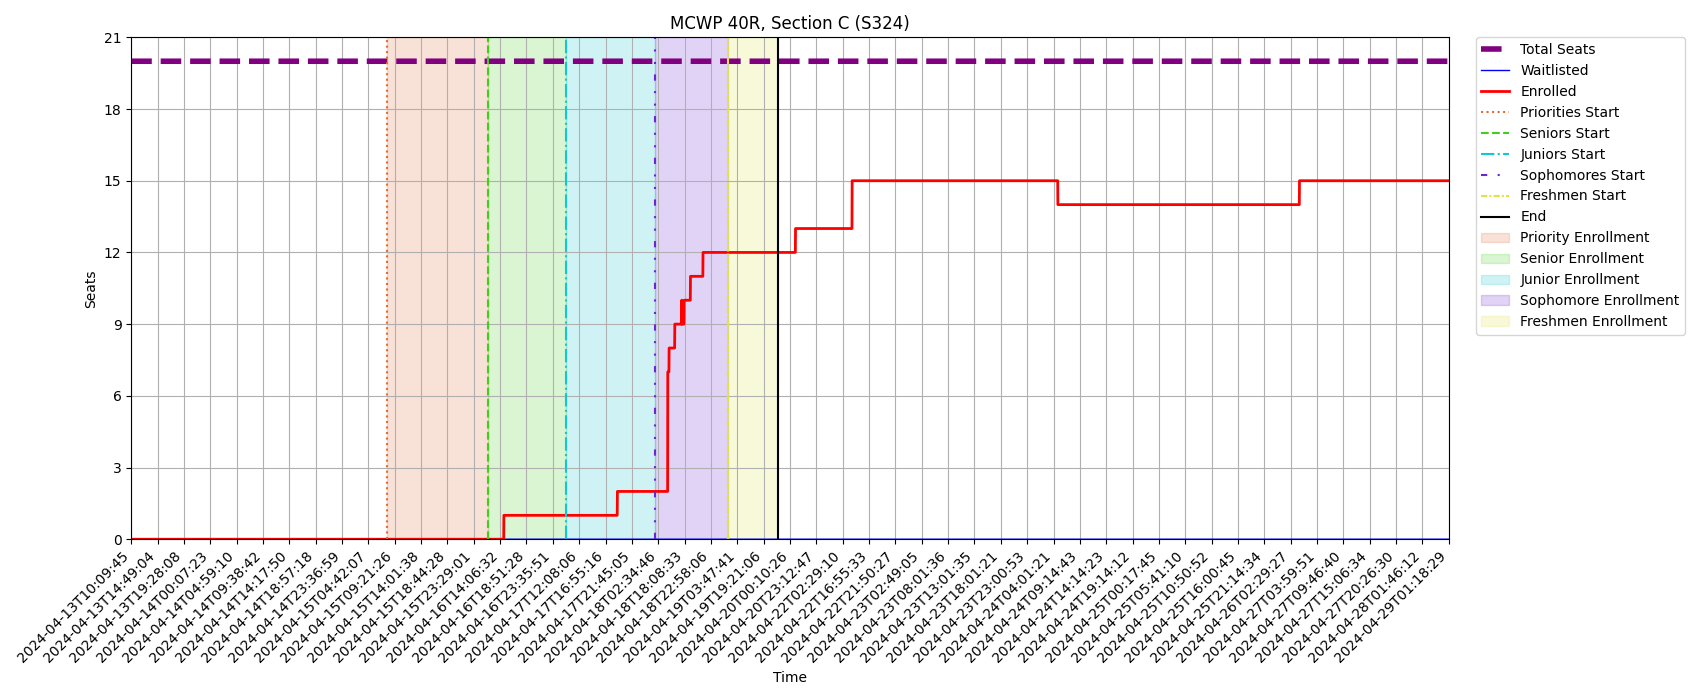 MCWP 40R, Section C (S324)
Seats
21
18
15
12
9
6
3
0
2024-04-13T10:09:45
2024-04-13T14:49:04
2024-04-13T19:28:08
2024-04-14T00:07:23
2024-04-14T04:59:10
2024-04-14T09:38:42
2024-04-14T14:17:50
2024-04-14T18:57:18
2024-04-14T23:36:59
2024-04-15T04:42:07
2024-04-15T09:21:26
2024-04-15T14:01:38
2024-04-15T18:44:28
2024-04-15T23:29:01
2024-04-16T14:06:32
2024-04-16T18:51:28
2024-04-16T23:35:51
2024-04-17T12:08:06
2024-04-17T16:55:16
2024-04-17T21:45:05
2024-04-18T02:34:46
2024-04-18T18:08:33
2024-04-18T22:58:06
2024-04-19T03:47:41
2024-04-19T19:21:06
2024-04-20T00:10:26
2024-04-20T23:12:47
2024-04-22T02:29:10
2024-04-22T16:55:33
2024-04-22T21:50:27
2024-04-23T02:49:05
2024-04-23T08:01:36
2024-04-23T13:01:35
2024-04-23T18:01:21
2024-04-23T23:00:53
2024-04-24T04:01:21
2024-04-24T09:14:43
2024-04-24T14:14:23
2024-04-24T19:14:12
2024-04-25T00:17:45
2024-04-25T05:41:10
2024-04-25T10:50:52
2024-04-25T16:00:45
2024-04-25T21:14:34
2024-04-26T02:29:27
2024-04-27T03:59:51
2024-04-27T09:46:40
2024-04-27T15:06:34
2024-04-27T20:26:30
2024-04-28T01:46:12
2024-04-29T01:18:29
Time
Total Seats
Waitlisted
Enrolled
Priorities Start
Seniors Start
Juniors Start
Sophomores Start
Freshmen Start
End
Priority Enrollment
Senior Enrollment
Junior Enrollment
Sophomore Enrollment
Freshmen Enrollment